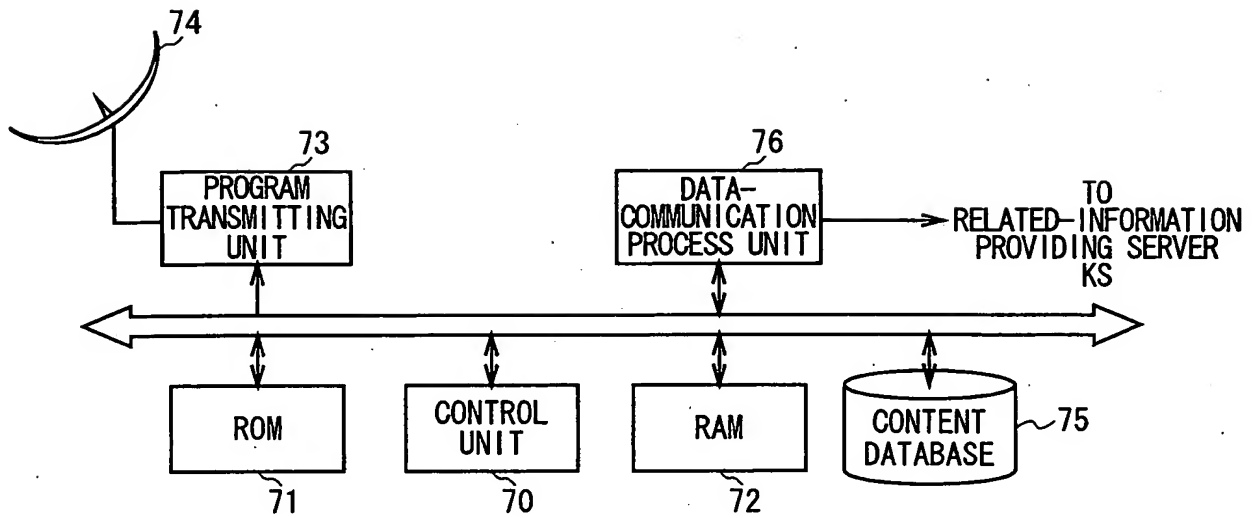 74
73
PROGRAM
TRANSMITTING
UNIT
76
DATA-
COMMUNICATION
PROCESS UNIT
TO
RELATED-INFORMATION
PROVIDING SERVER
KS
ROM
71
CONTROL
UNIT
70
RAM
72
CONTENT
DATABASE
75